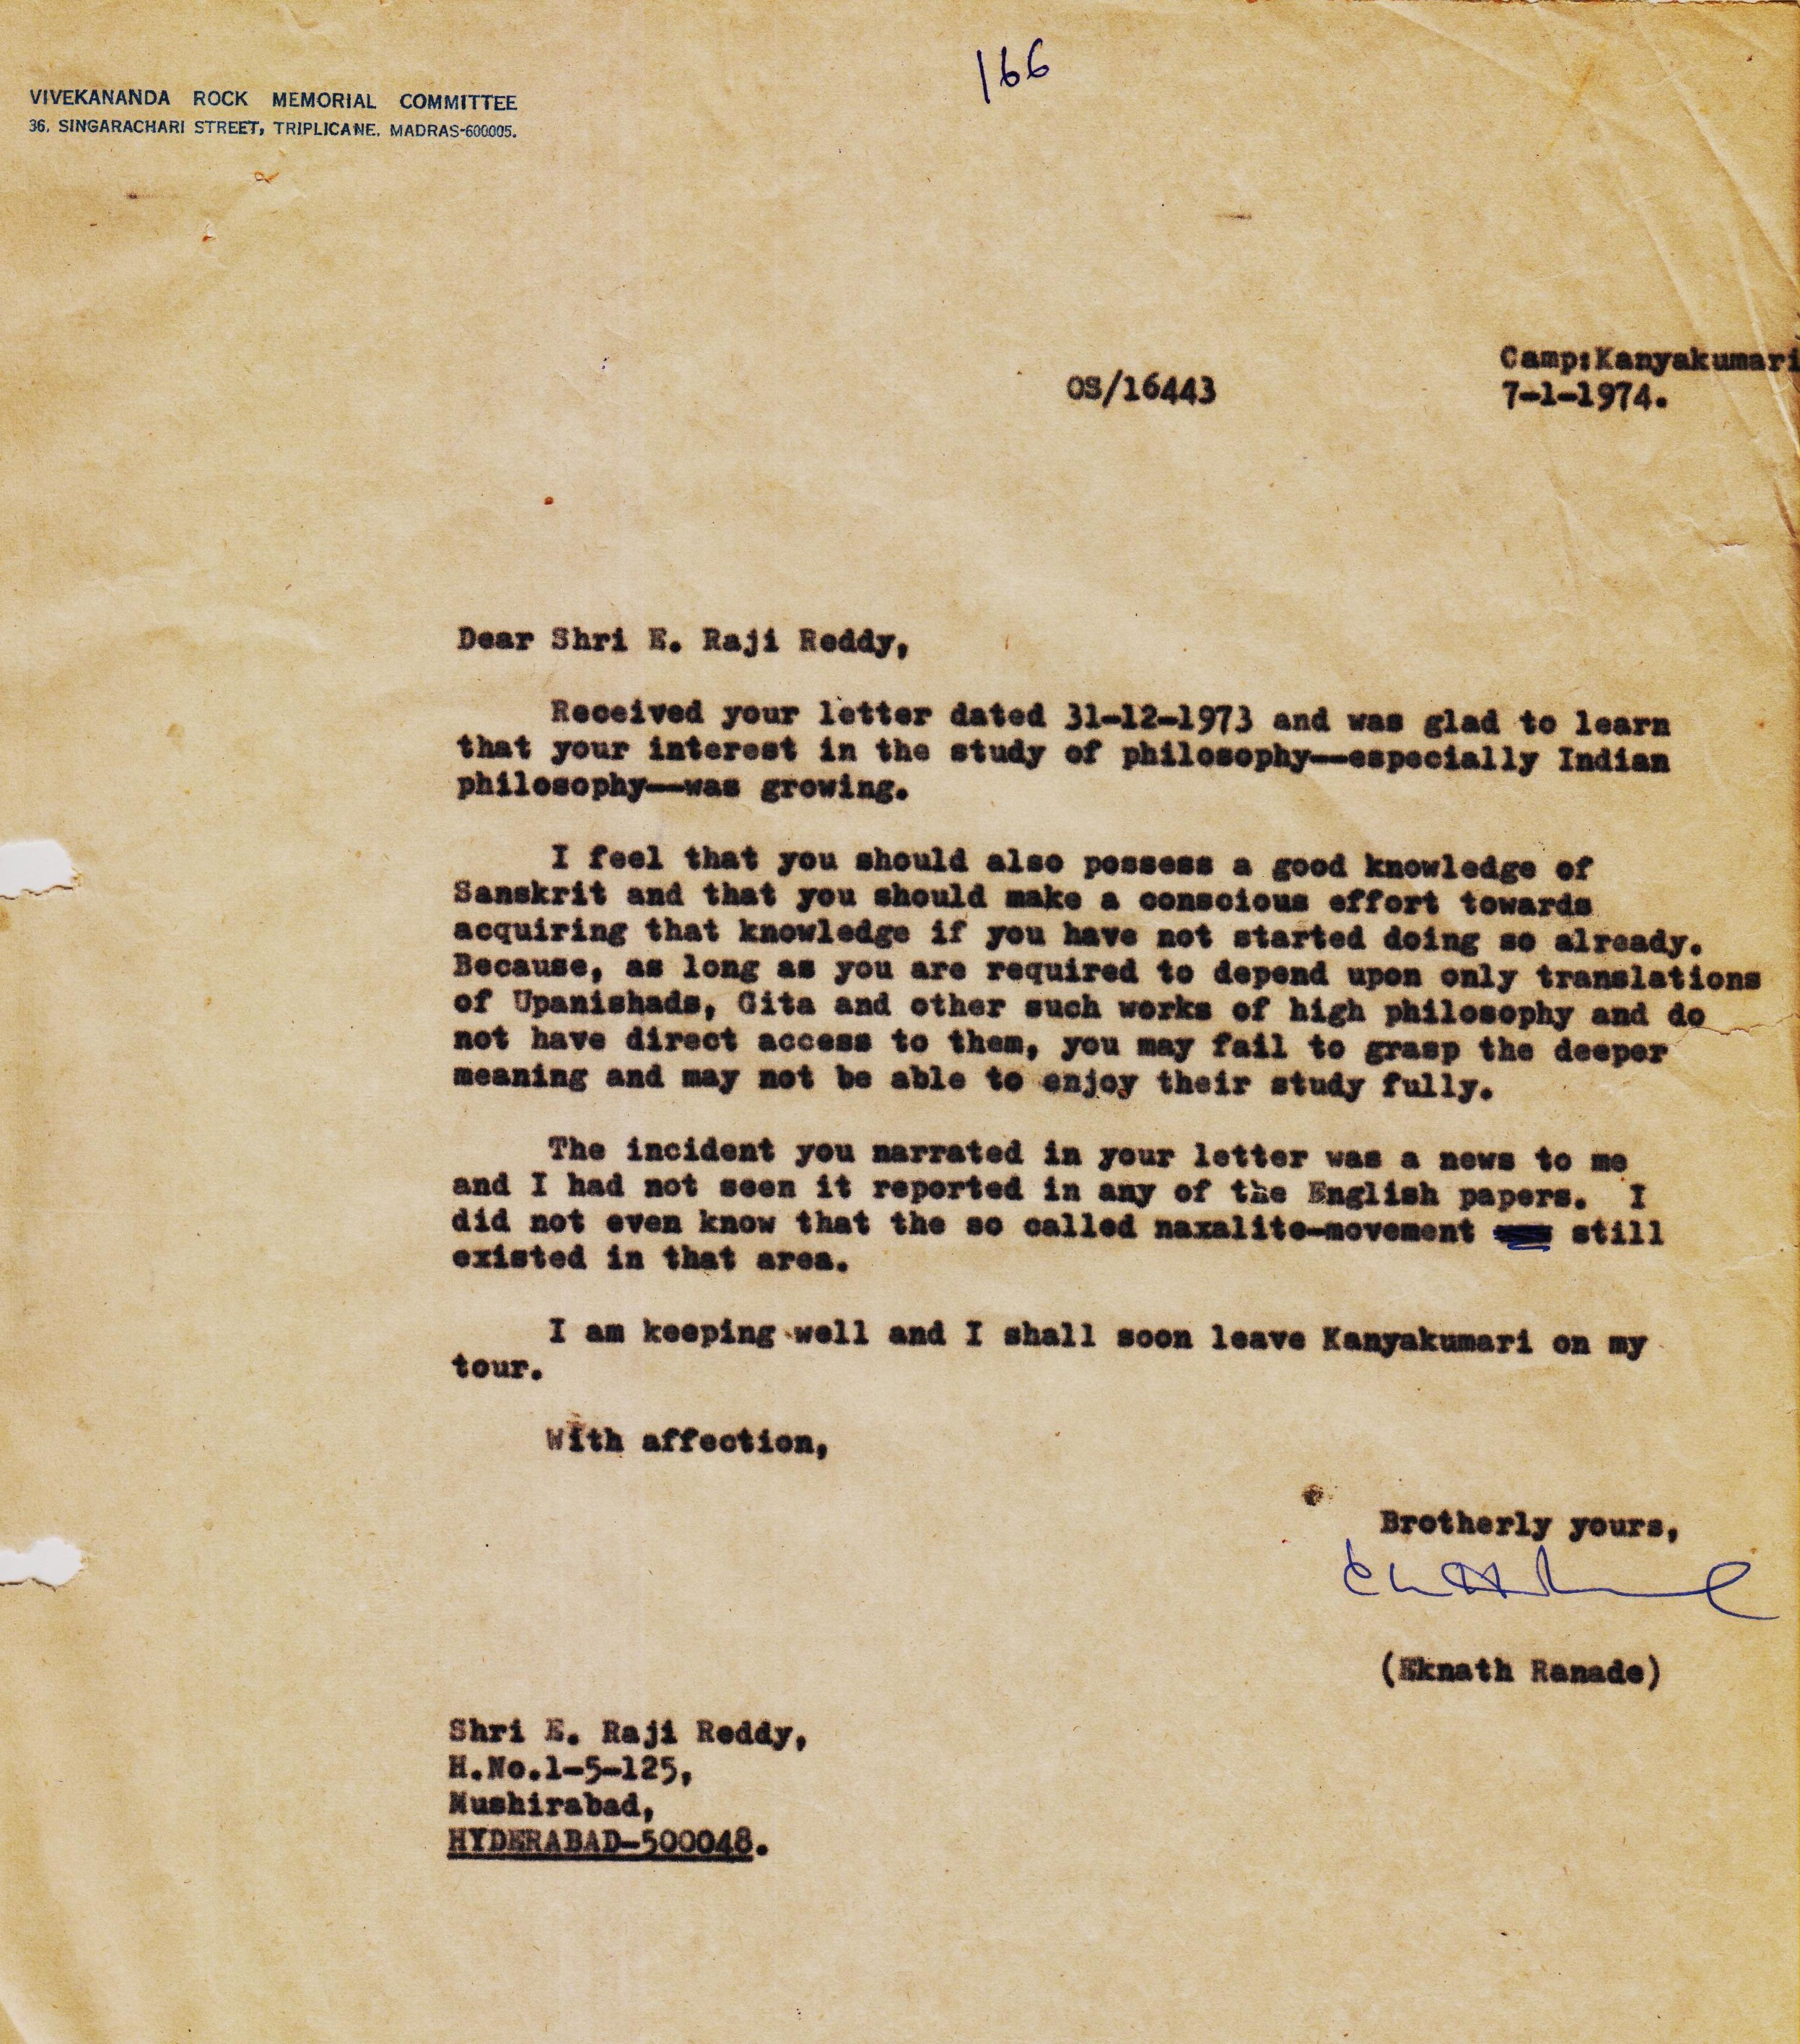 166
VIVEKANANDA ROCK MEMORIAL COMMITTEE
36, SINGARACHARI STREET, TRIPLICANE, MADRAS-600005.
Camp:Kanyakumari
OS/16443
7-1-1974.
Dear Shri E. Raji Reddy,
Received your letter dated 31-12-1973 and was glad to learn
that your interest in the study of philosophy--especially Indian
philosophy--was growing.
I feel that you should also possess a good knowledge of
Sanskrit and that you should make a conscious effort towards
acquiring that knowledge if you have not started doing so already.
Because, as long as you are required to depend upon only translations
of Upanishads, Gita and other such works of high philosophy and do
not have direct access to them, you may fail to grasp the deeper
meaning and may not be able to enjoy their study fully.
The incident you narrated in your letter was a news to me
and I had not seen it reported in any of the English papers. I
did not even know that the so called naxalite-movement still
existed in that area.
I am keeping well and I shall soon leave Kanyakumari on my
tour.
With affection,
Brotherly yours,
(Eknath Ranade)
Shri E. Raji Reddy,
H.No.1-5-125,
Mushirabad,
HYDERABAD-500048.